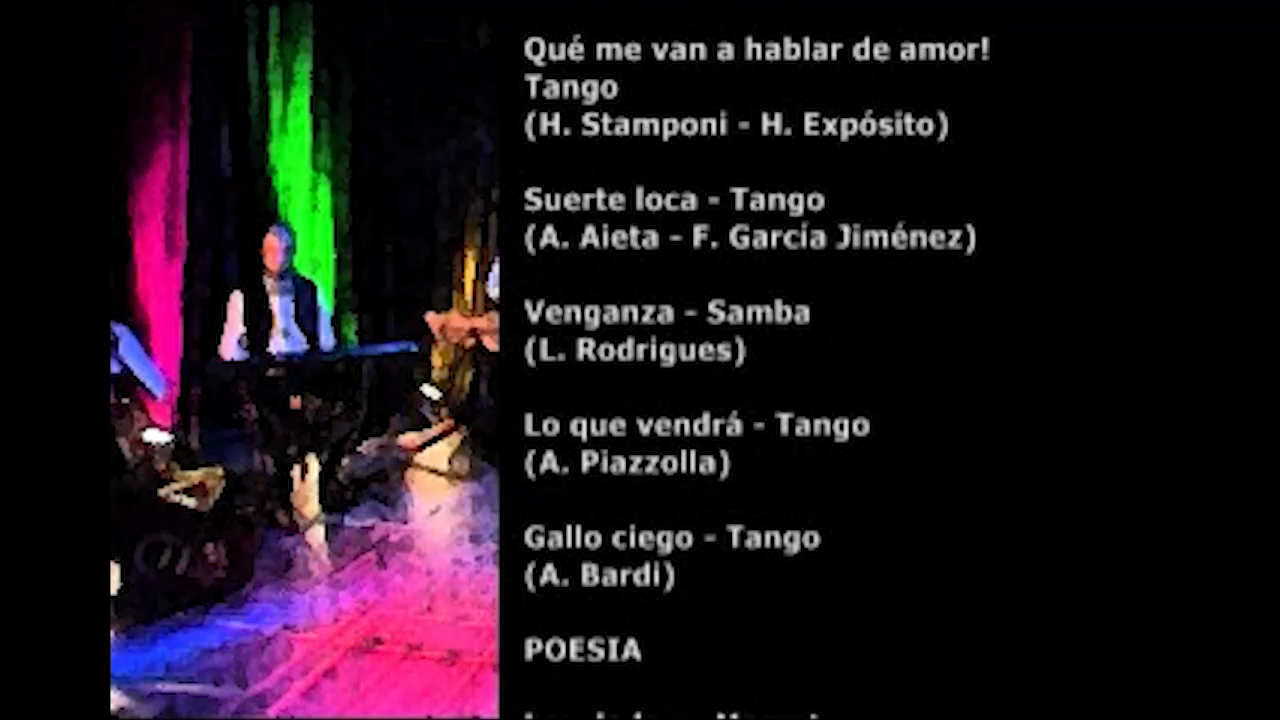 Qué me van a hablar de amor!
Tango
(H. Stamponi - H. Expósito)
Suerte loca - Tango
(A. Aieta - F. García Jiménez)
Venganza - Samba
(L. Rodrigues)
Lo que vendrá - Tango
(A. Piazzolla)
Gallo ciego - Tango
(A. Bardi)
POESIA